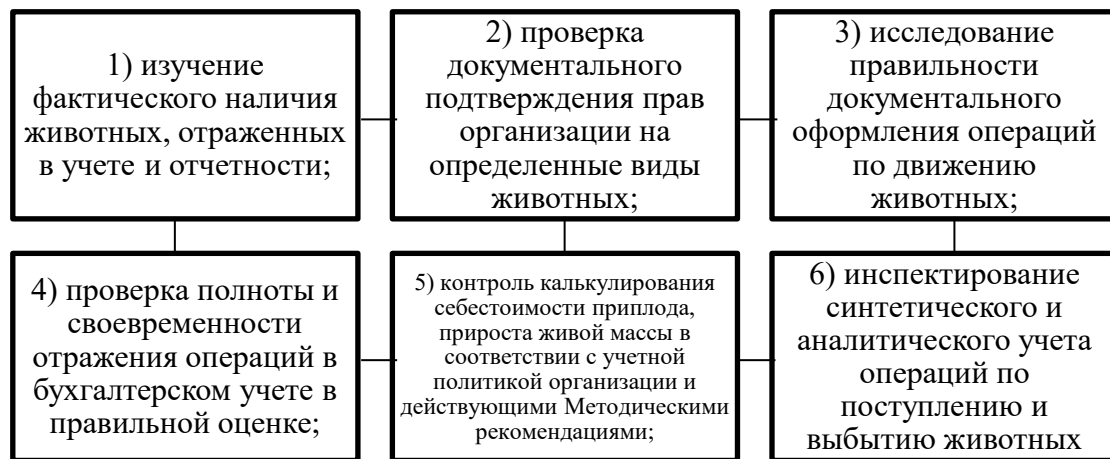 1) изучение
фактического наличия
животных, отраженных
в учете и отчетности;
2) проверка
документального
подтверждения прав
организации на
определенные виды
животных;
3) исследование
правильности
документального
оформления операций
по движению
животных;
4) проверка полноты и
своевременности
отражения операций в
бухгалтерском учете в
правильной оценке;
5) контроль калькулирования
себестоимости приплода,
прироста живой массы в
соответствии с учетной
политикой организации и
действующими Методическими
рекомендациями;
6) инспектирование
синтетического и
аналитического учета
операций по
поступлению и
выбытию животных